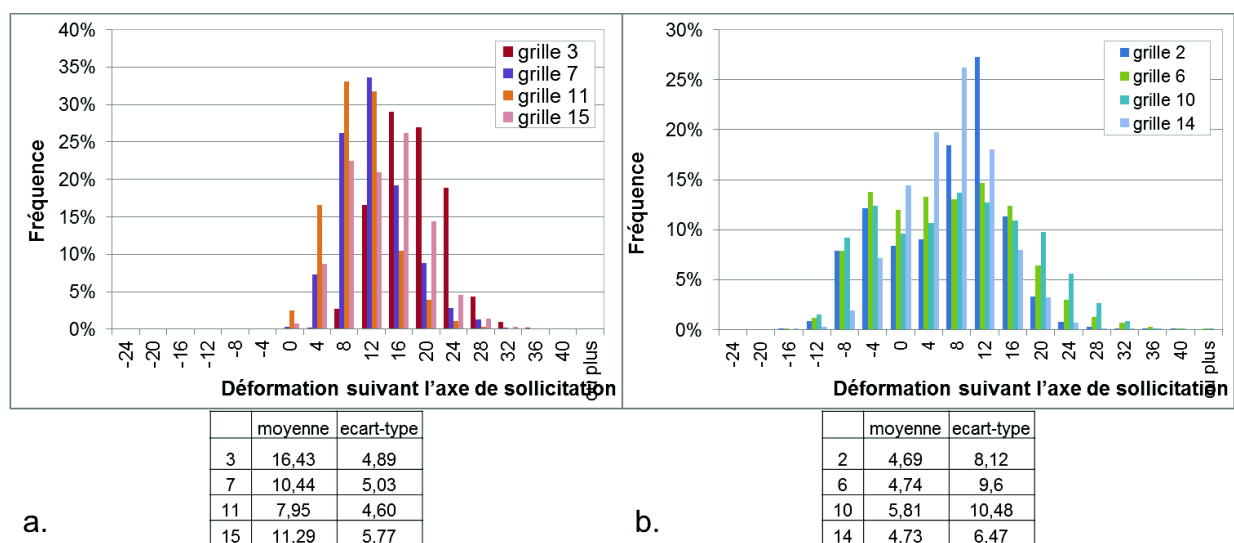 40%
35%
30%
25%
20%
15%
10%
5%
0%
Fréquence
grille 3
grille 7
grille 11
grille 15
-24
-20
-16
-12
-8
-4
0
4
8
12
16
20
24
28
32
36
40
ou plus
Déformation suivant l’axe de sollicitation
30%
25%
20%
15%
10%
5%
0%
Fréquence
grille 2
grille 6
grille 10
grille 14
-24
-20
-16
-12
-8
-4
0
4
8
12
16
20
24
28
32
36
40
ou plus
Déformation suivant l’axe de sollicitation
moyenne ecart-type
3 16,43 4,89
7 10,44 5,03
11 7,95 4,60
15 11,29 5,77
a.
moyenne ecart-type
2 4,69 8,12
6 4,74 9,6
10 5,81 10,48
14 4,73 6,47
b.